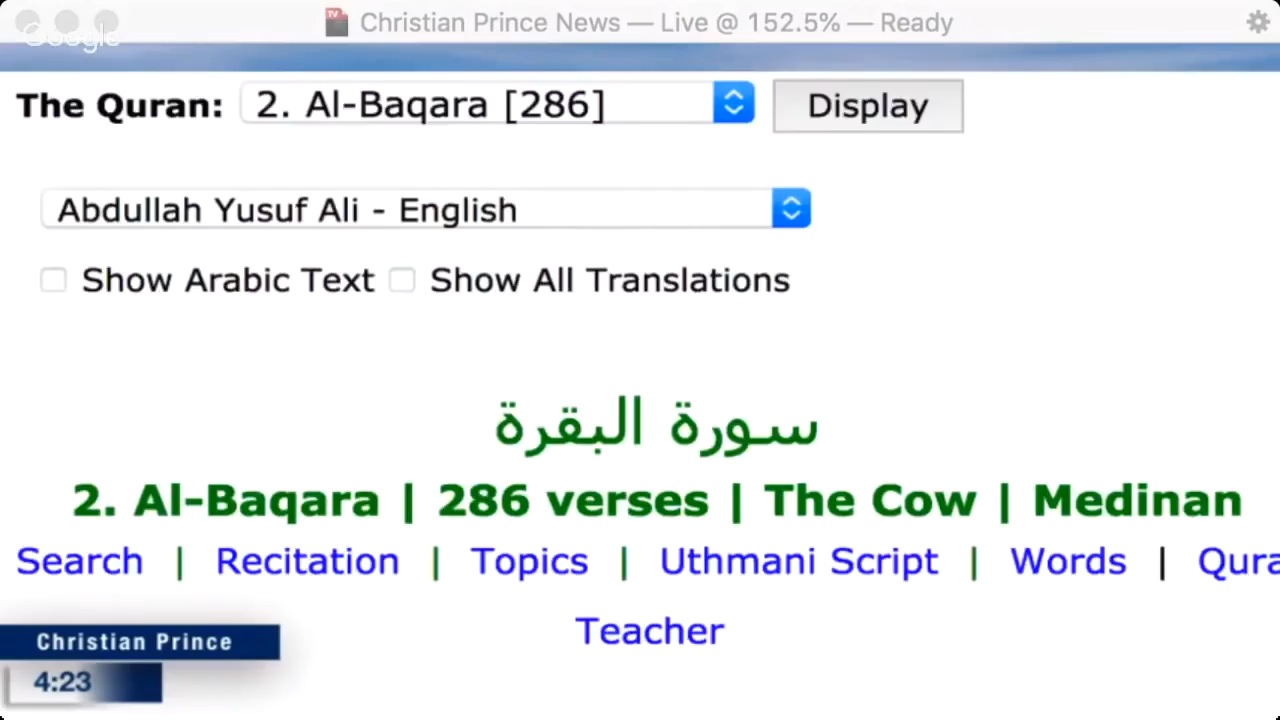 Christian Prince News — Live @ 152.5% — Ready
Google
The Quran: 2. Al-Baqara [286] Display
Abdullah Yusuf Ali - English
Show Arabic Text Show All Translations
سورة البقرة
2. Al-Baqara | 286 verses | The Cow | Medinan
Search | Recitation | Topics | Uthmani Script | Words | Qura
Teacher
Christian Prince
4:23